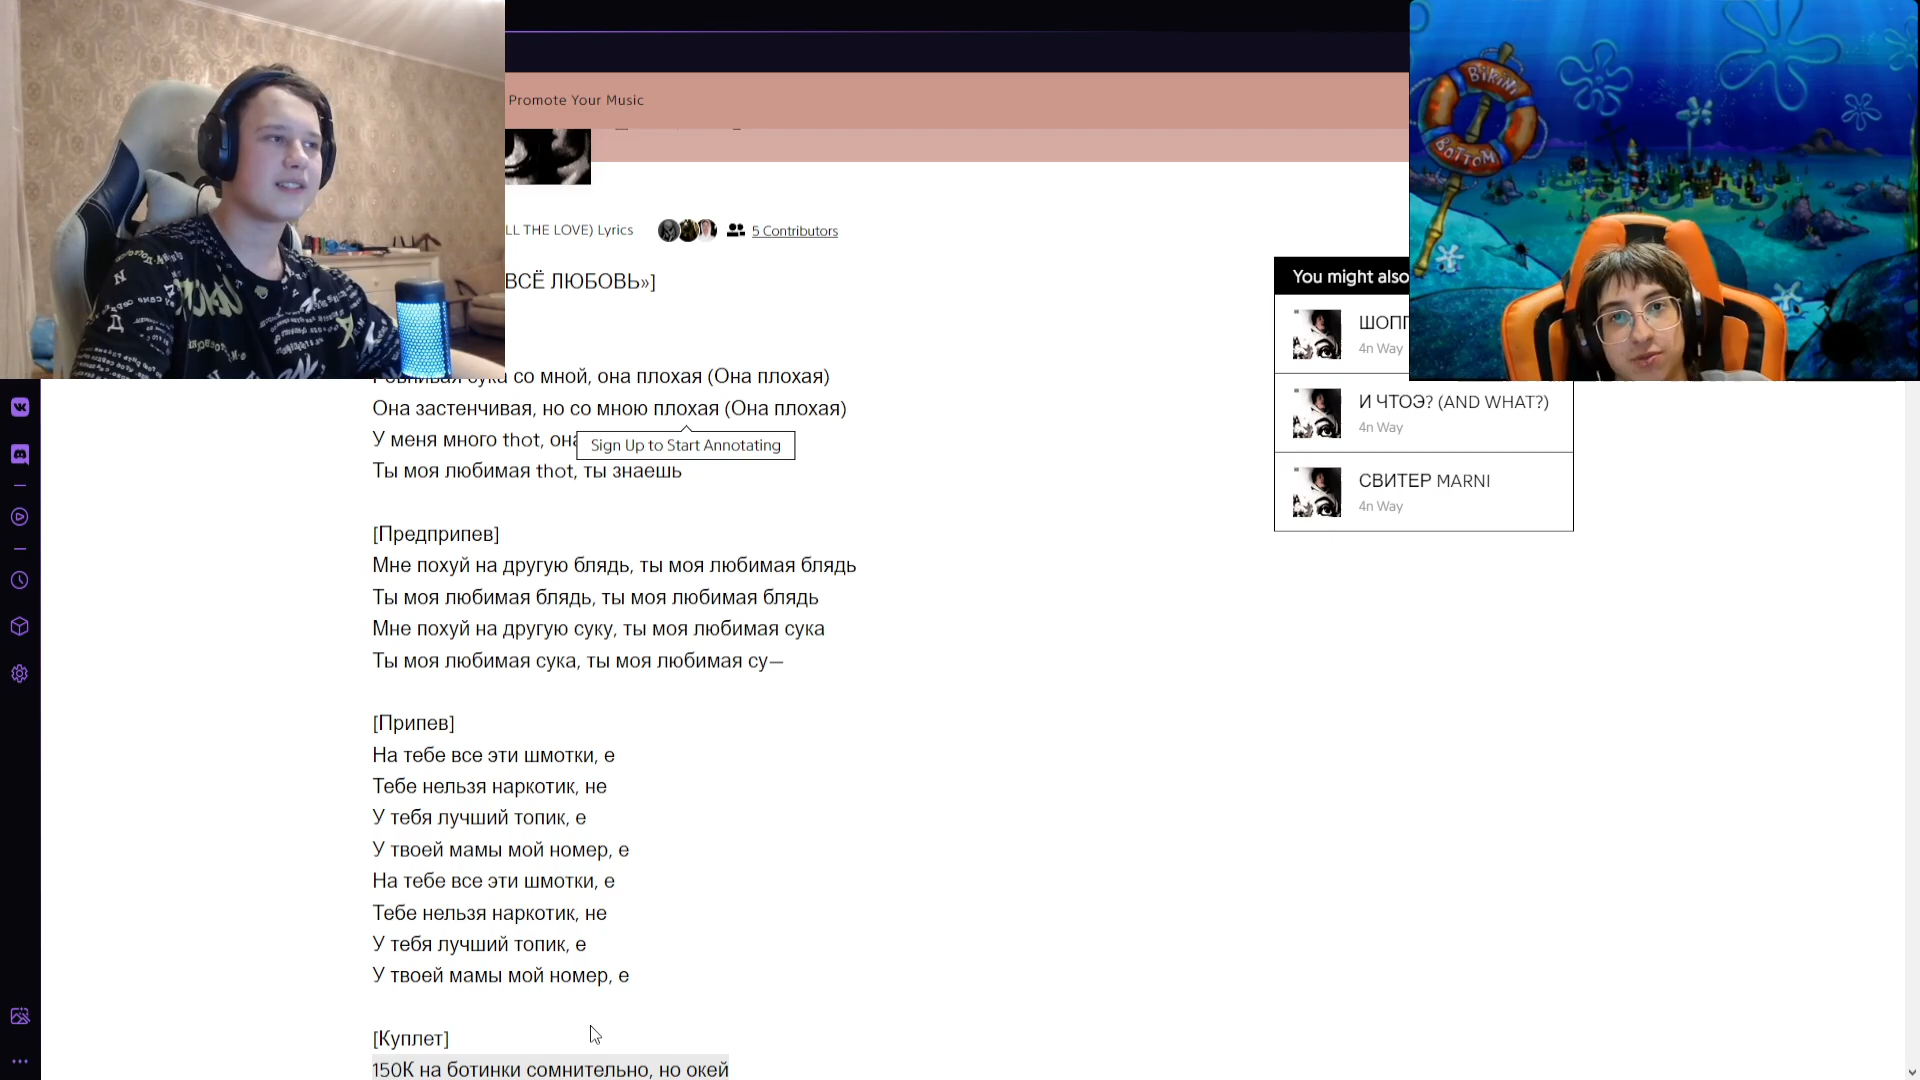 Promote Your Music
LL THE LOVE) Lyrics
5 Contributors
ВСЁ ЛЮБОВЬ»]
со мной, она плохая (Она плохая)
Она застенчивая, но со мною плохая (Она плохая)
У меня много thot, она
Sign Up to Start Annotating
Ты моя любимая thot, ты знаешь
[Предприпев]
Мне похуй на другую блядь, ты моя любимая блядь
Ты моя любимая блядь, ты моя любимая блядь
Мне похуй на другую суку, ты моя любимая сука
Ты моя любимая сука, ты моя любимая су—
[Припев]
На тебе все эти шмотки, е
Тебе нельзя наркотик, не
У тебя лучший топик, е
У твоей мамы мой номер, е
На тебе все эти шмотки, е
Тебе нельзя наркотик, не
У тебя лучший топик, е
У твоей мамы мой номер, е
[Куплет]
150К на ботинки сомнительно, но окей
You might also
4n Way
И ЧТОЭ? (AND WHAT?)
4n Way
СВИТЕР MARNI
4n Way
BIKINI
BOTTOM